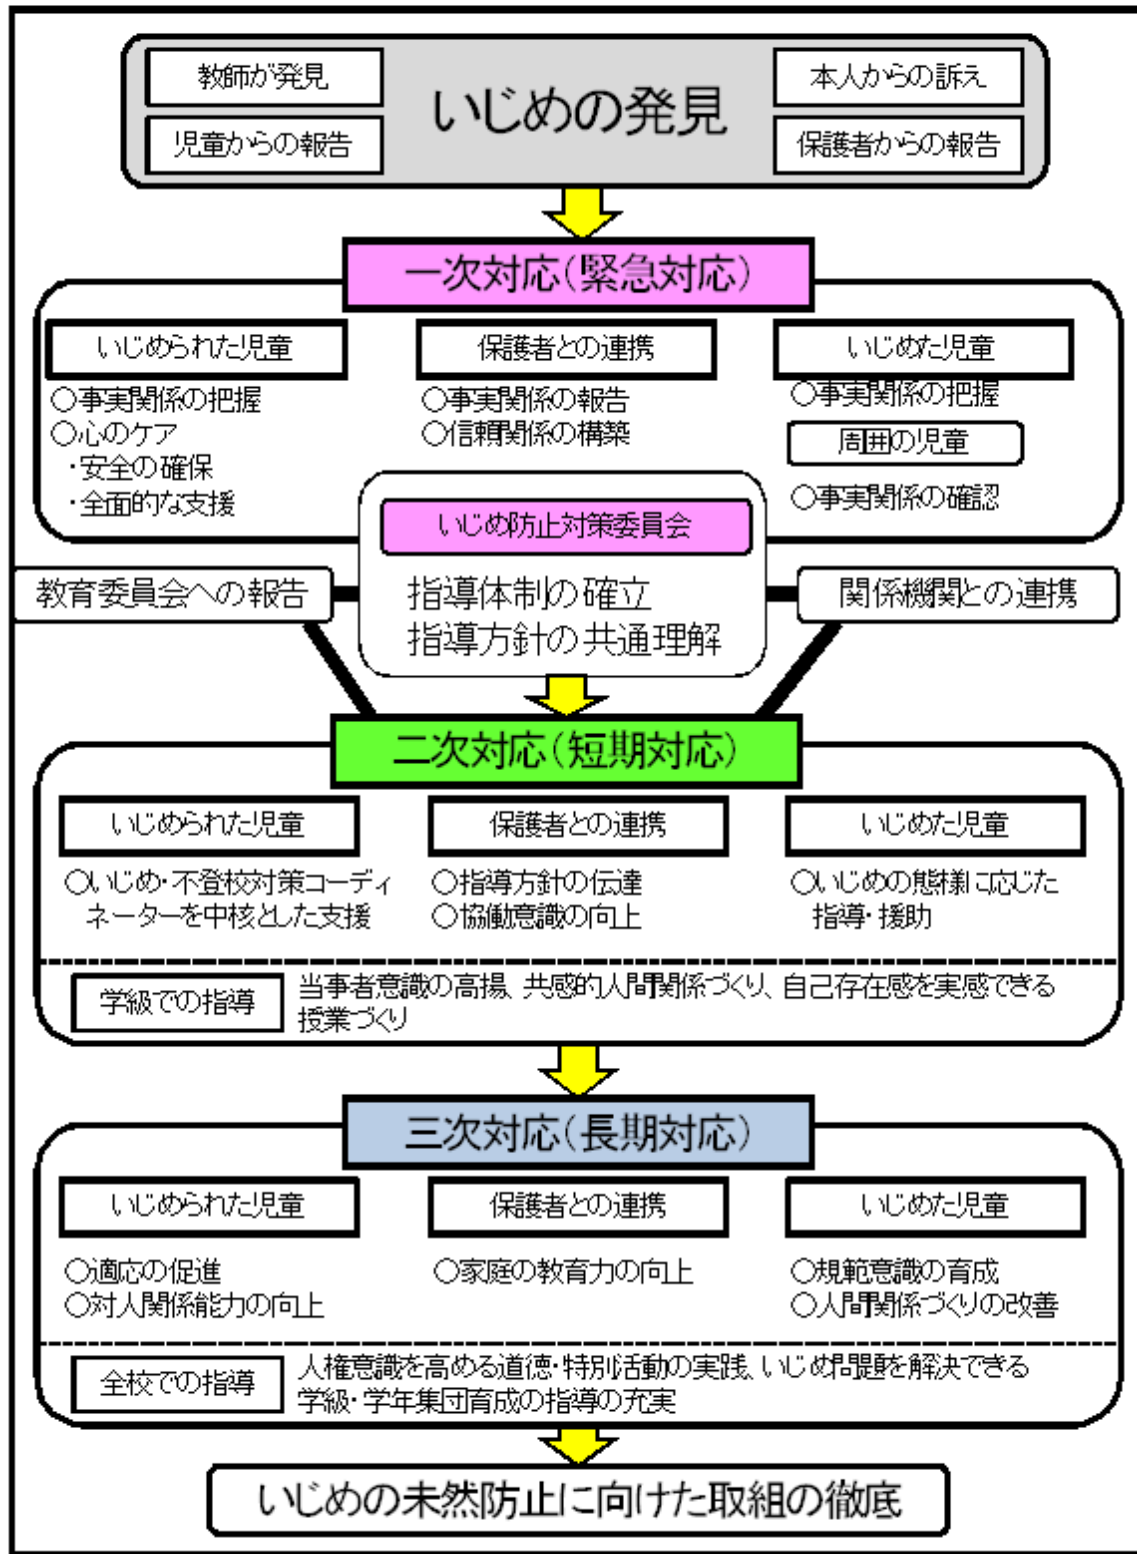 教師が発見
本人からの訴え
いじめの発見
児童からの報告
保護者からの報告
一次対応(緊急対応)
いじめられた児童
○事実関係の把握
○心のケア
・安全の確保
・全面的な支援
保護者との連携
○事実関係の報告
○信頼関係の構築
いじめた児童
○事実関係の把握
周囲の児童
○事実関係の確認
いじめ防止対策委員会
指導体制の確立
指導方針の共通理解
教育委員会への報告
関係機関との連携
二次対応(短期対応)
いじめられた児童
○いじめ・不登校対策コーディ
ネーターを中核とした支援
保護者との連携
○指導方針の伝達
○協働意識の向上
いじめた児童
○いじめの態様に応じた
指導・援助
学級での指導
当事者意識の高揚、共感的人間関係づくり、自己存在感を実感できる
授業づくり
三次対応(長期対応)
いじめられた児童
○適応の促進
○対人関係能力の向上
保護者との連携
○家庭の教育力の向上
いじめた児童
○規範意識の育成
○人間関係づくりの改善
全校での指導
人権意識を高める道徳・特別活動の実践、いじめ問題を解決できる
学級・学年集団育成の指導の充実
いじめの未然防止に向けた取組の徹底